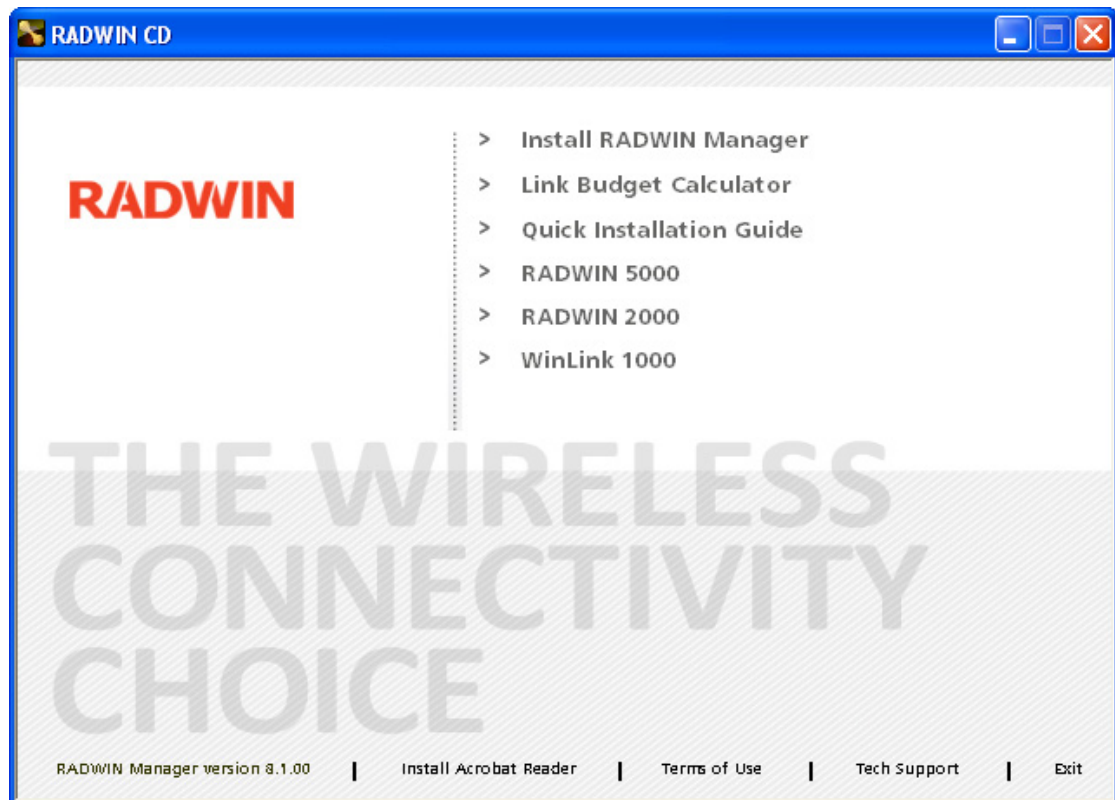 RADWIN CD
RADWIN
> Install RADWIN Manager
> Link Budget Calculator
> Quick Installation Guide
> RADWIN 5000
> RADWIN 2000
> WinLink 1000
THE WIRELESS
CONNECTIVITY
CHOICE
RADWIN Manager version 8.1.00 | Install Acrobat Reader | Terms of Use | Tech Support | Exit